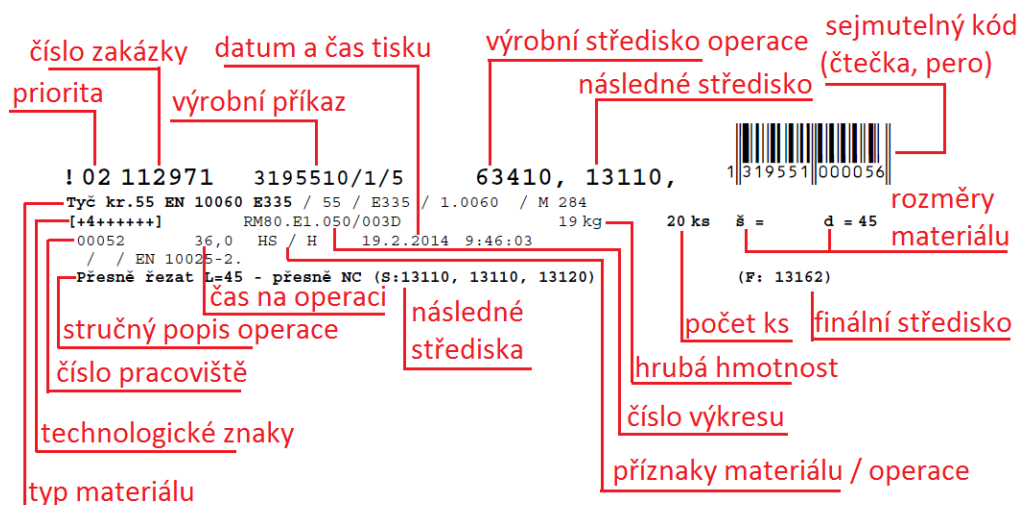 sejmutelný kód
číslo zakázky
datum a čas tisku
výrobní středisko operace
(čtečka, pero)
priorita
výrobní příkaz
následné středisko
1 319551 000056
! 02 112971 3195510/1/5 63410, 13110,
Tyč kr.55 EN 10060 E335 / 55 / E335 / 1.0060 / M 284
rozměry
materiálu
[+4++++++] RM80.E1.050/003D 19 kg 20 ks š = d = 45
00052 36,0 HS / H 19.2.2014 9:46:03
/ / EN 10025-2.
Přesně řezat L=45 - přesně NC (S:13110, 13110, 13120) (F: 13162)
čas na operaci
následné
střediska
stručný popis operace
počet ks
finální středisko
číslo pracoviště
hrubá hmotnost
číslo výkresu
technologické znaky
příznaky materiálu / operace
typ materiálu